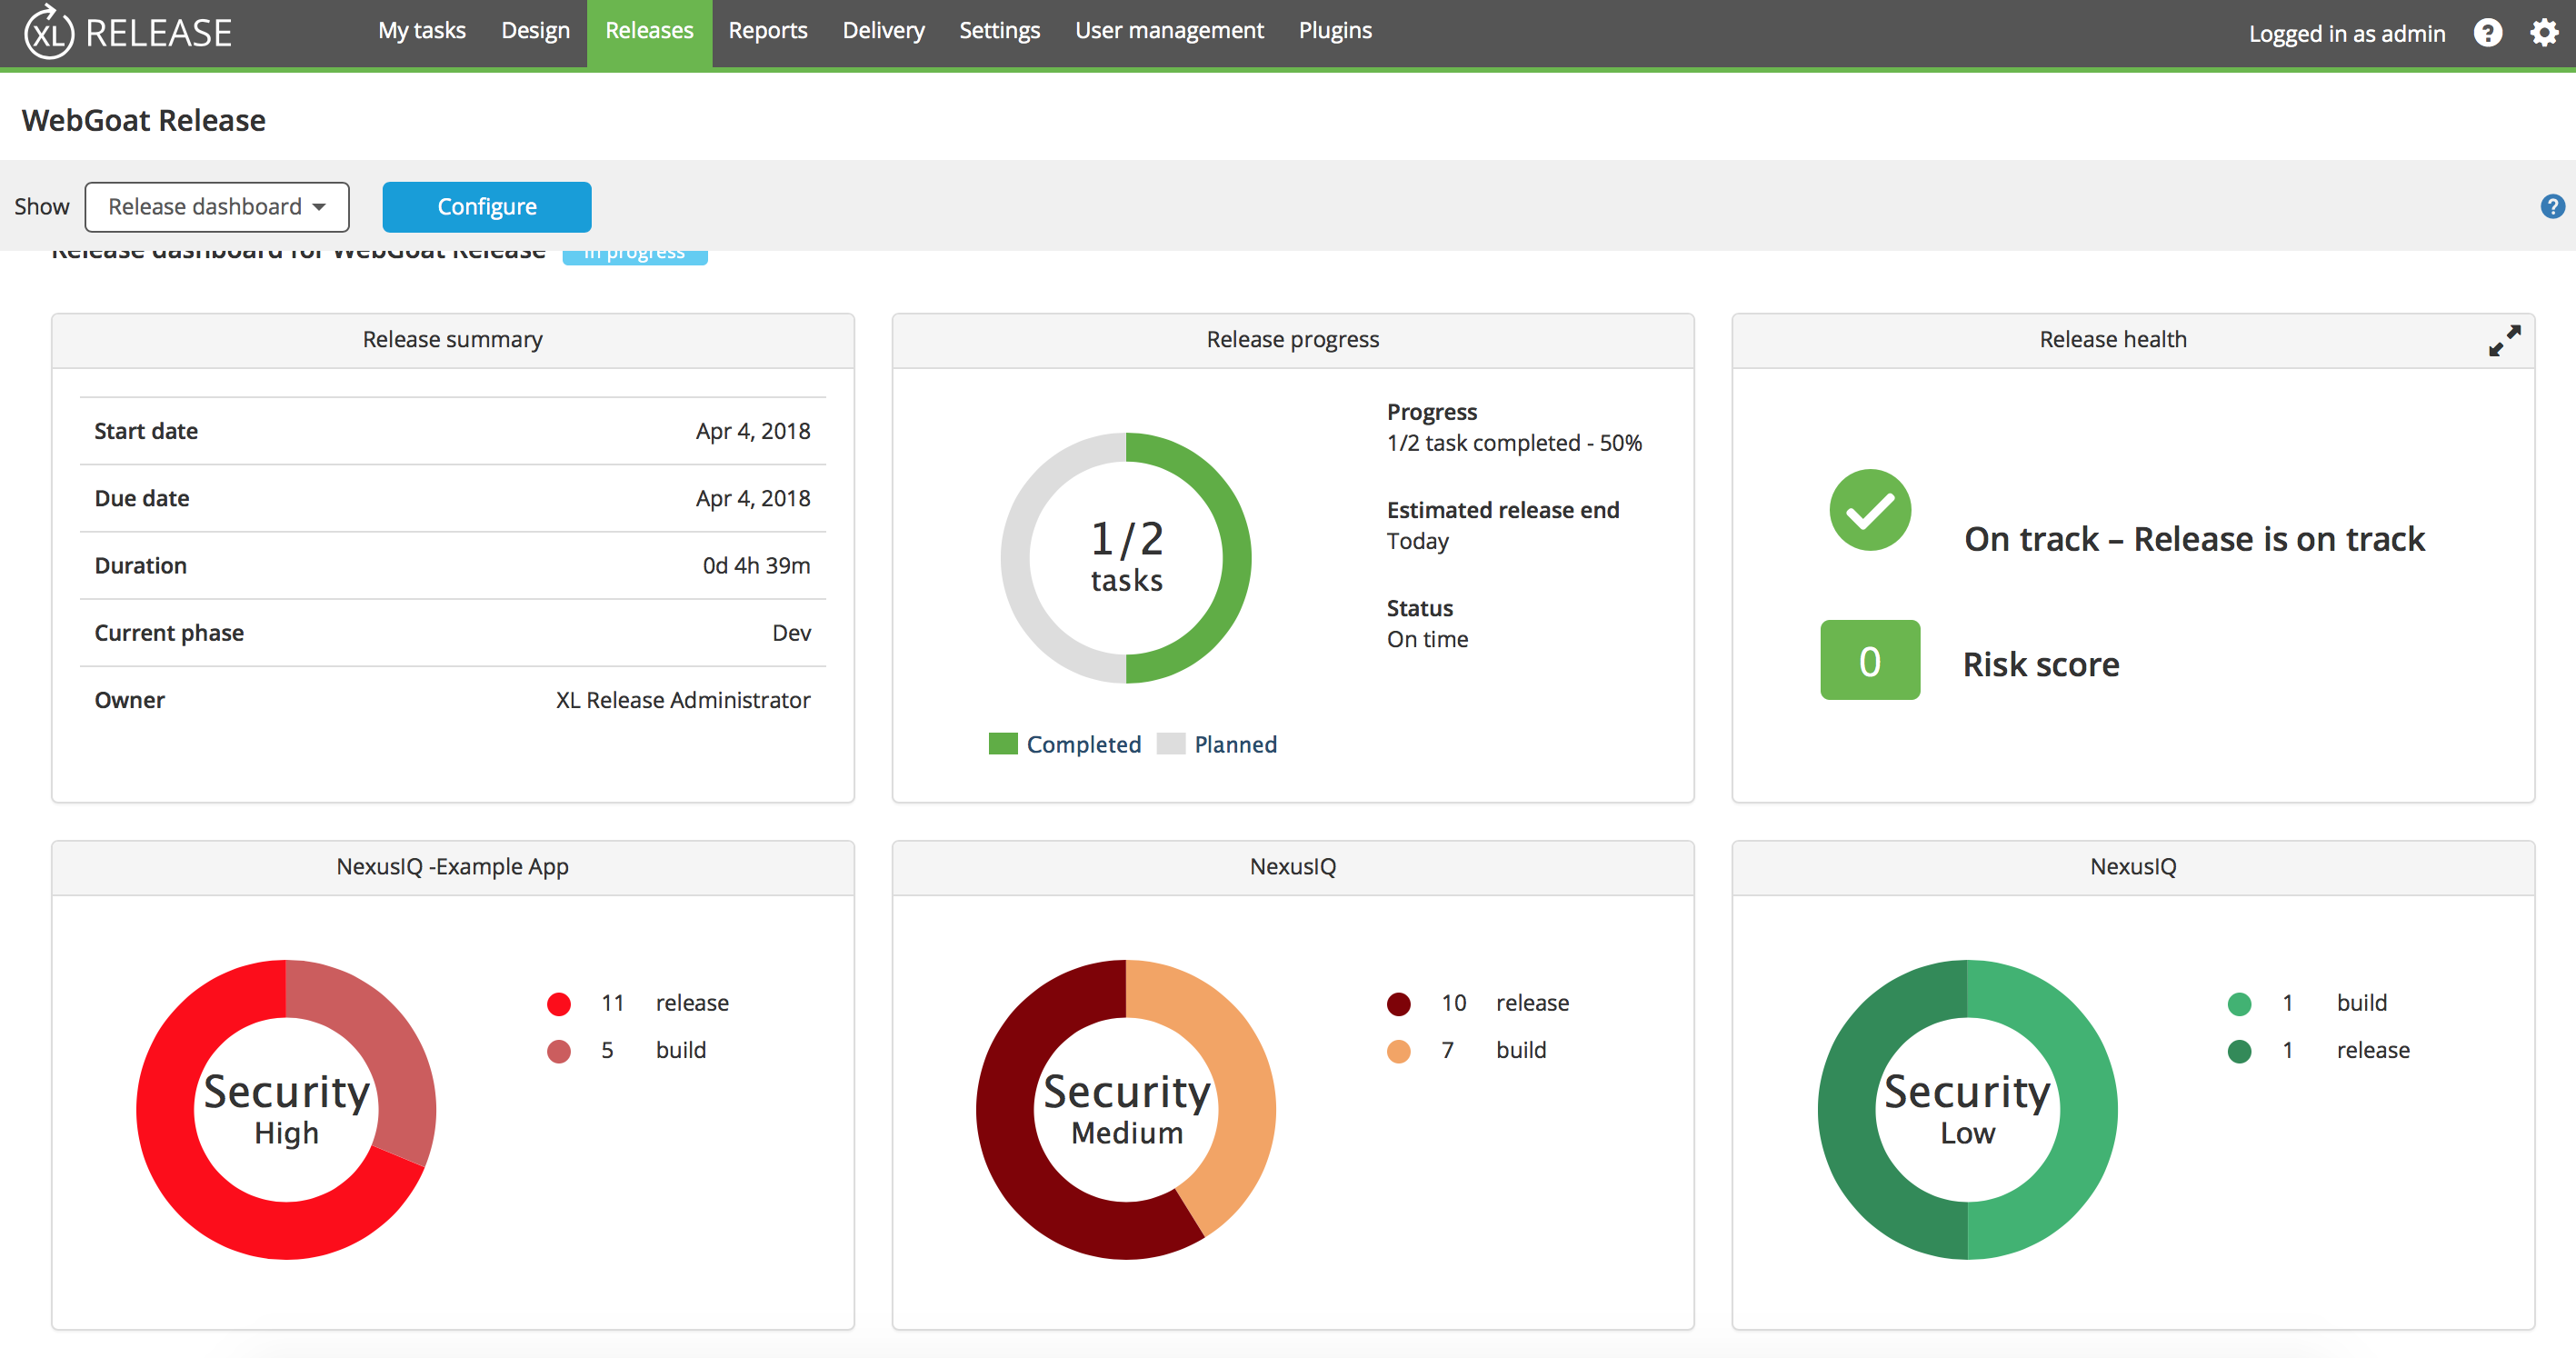 XL RELEASE My tasks Design Releases Reports Delivery Settings User management Plugins Logged in as admin ?
WebGoat Release
Show Release dashboard Configure ?
Release dashboard for WebGoat Release In progress
Release summary
Start date Apr 4, 2018
Due date Apr 4, 2018
Duration 0d 4h 39m
Current phase Dev
Owner XL Release Administrator
Release progress
1/2
tasks
Completed Planned
Progress
1/2 task completed - 50%
Estimated release end
Today
Status
On time
Release health
On track – Release is on track
0 Risk score
NexusIQ -Example App
Security
High
11 release
5 build
NexusIQ
Security
Medium
10 release
7 build
NexusIQ
Security
Low
1 build
1 release